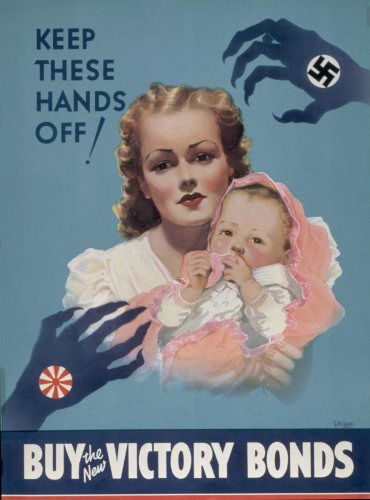 KEEP
THESE
HANDS
OFF!
BUY the New VICTORY BONDS